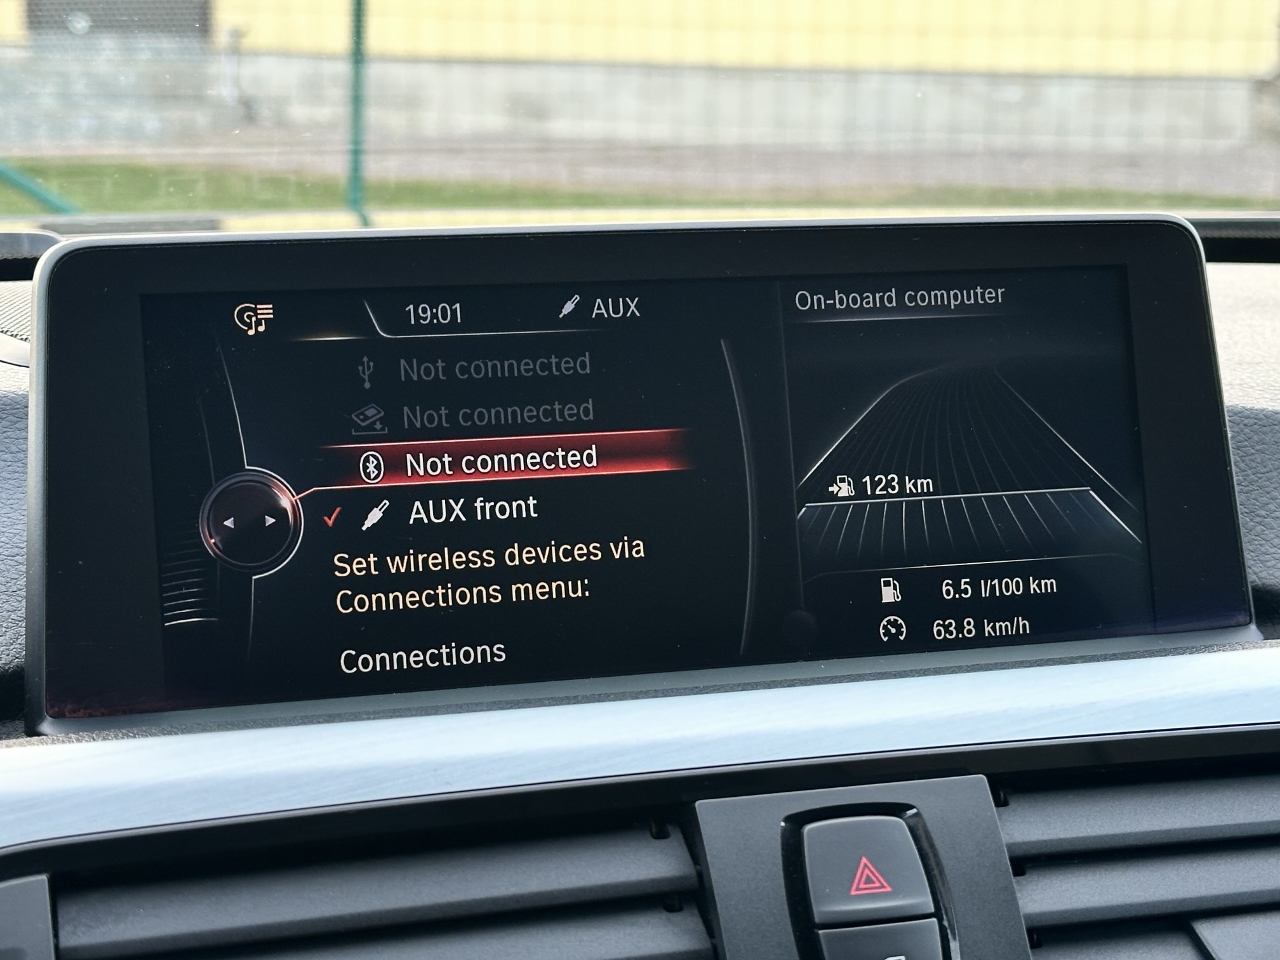 19:01
AUX
Not connected
Not connected
Not connected
AUX front
Set wireless devices via
Connections menu:
Connections
On-board computer
123 km
6.5 l/100 km
63.8 km/h